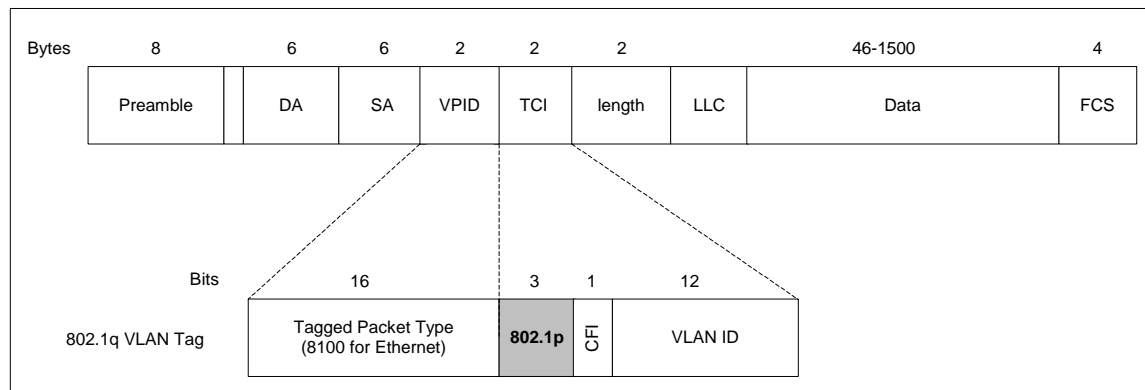 Bytes 8 6 6 2 2 2 46-1500 4
Preamble DA SA VPID TCI length LLC Data FCS
Bits 16 3 1 12
802.1q VLAN Tag
Tagged Packet Type
(8100 for Ethernet)
802.1p
CFI
VLAN ID